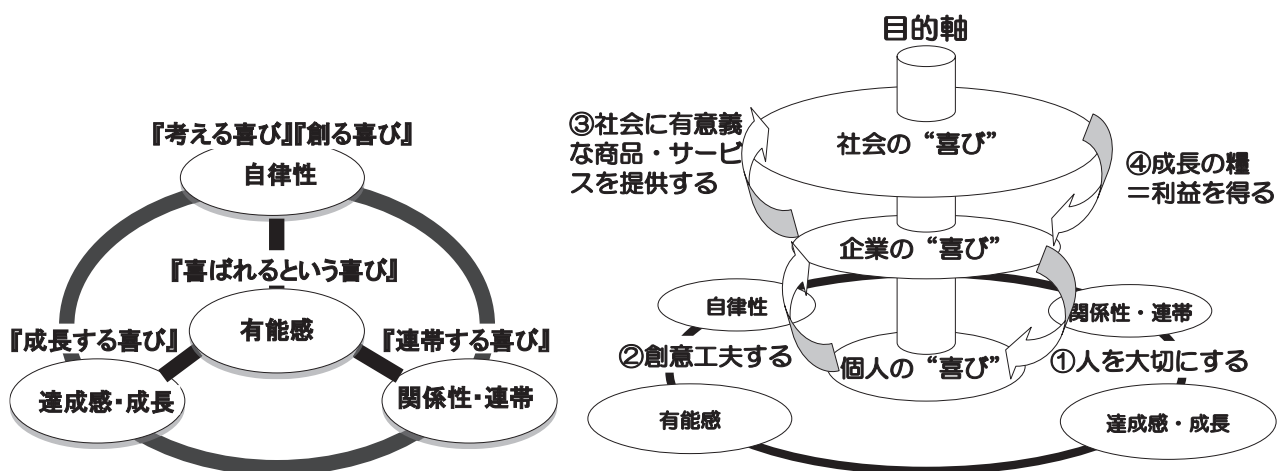 『考える喜び』『創る喜び』
自律性
『喜ばれるという喜び』
有能感
『成長する喜び』
『連帯する喜び』
達成感・成長
関係性・連帯
目的軸
③社会に有意義
な商品・サービ
スを提供する
社会の“喜び”
④成長の糧
＝利益を得る
企業の“喜び”
自律性
関係性・連帯
②創意工夫する
個人の“喜び”
①人を大切にする
有能感
達成感・成長